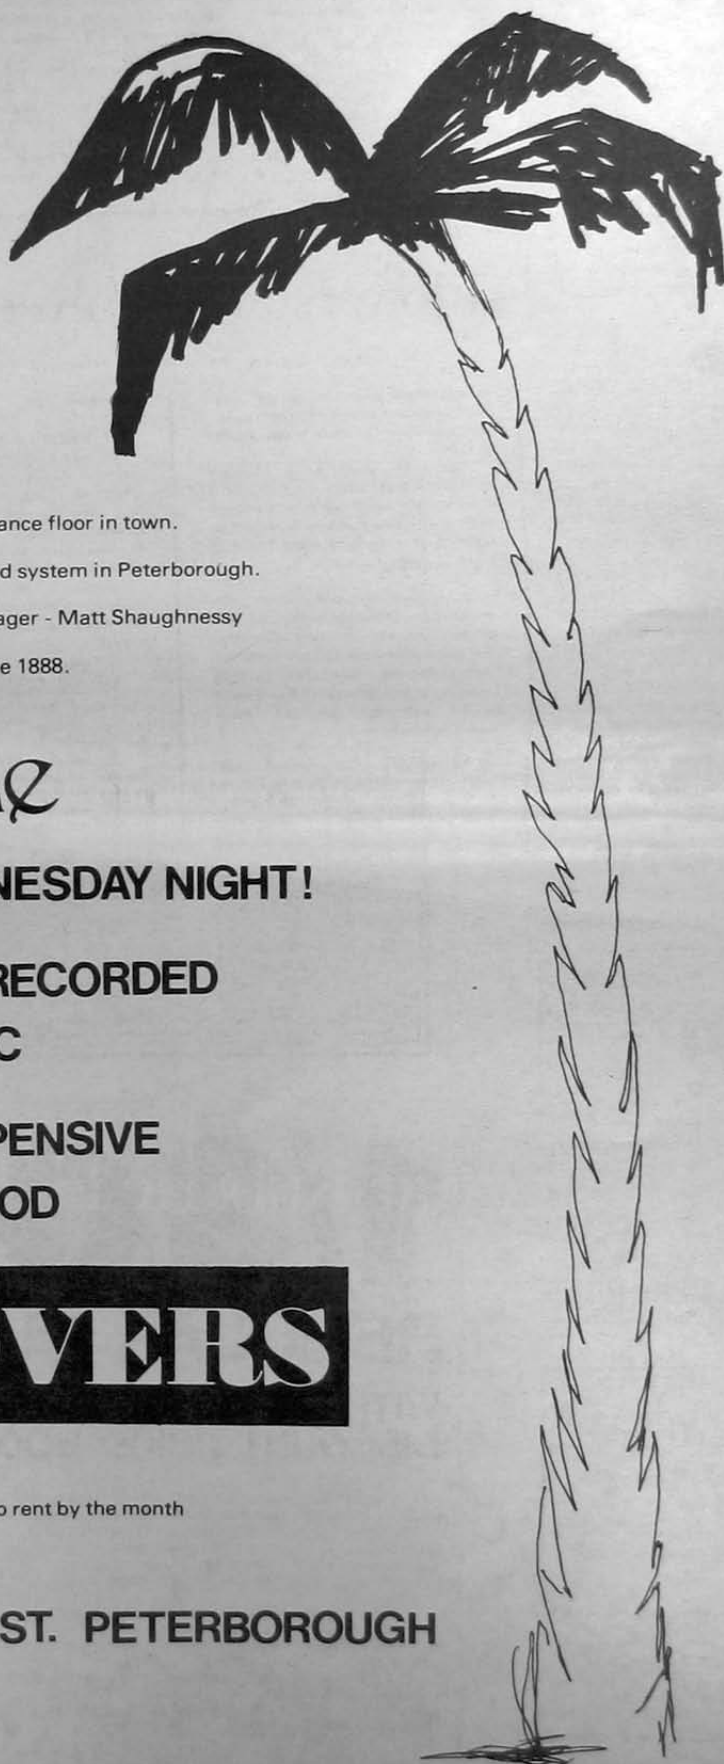 ance floor in town.
d system in Peterborough.
ager - Matt Shaughnessy
e 1888.
e
NESDAY NIGHT!
RECORDED
C
PENSIVE
OD
VERS
o rent by the month
ST. PETERBOROUGH